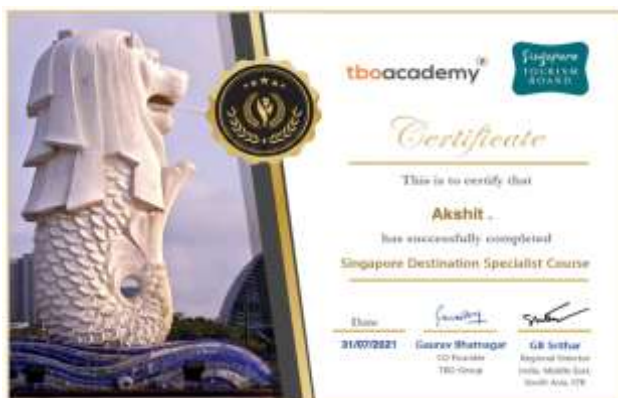 tboacademy
Singapore
TOURISM
BOARD
Certificate
This is to certify that
Akshit .
has successfully completed
Singapore Destination Specialist Course
Date
31/07/2021
Gaurav Bhatnagar
CO Founder
TBO Group
GB Srithar
Regional Director
India, Middle East,
South Asia, STB